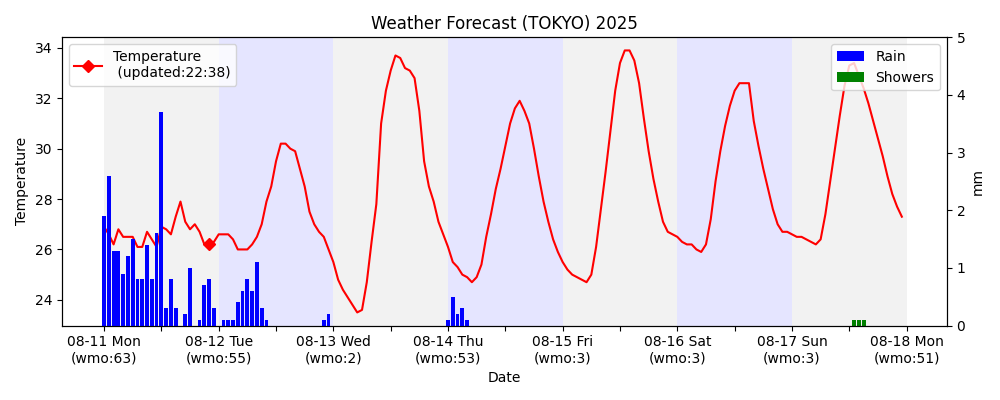 Weather Forecast (TOKYO) 2025
Temperature
(updated:22:38)
Rain
Showers
34
32
30
28
26
24
Temperature
5
4
3
2
1
0
mm
08-11 Mon
(wmo:63)
08-12 Tue
(wmo:55)
08-13 Wed
(wmo:2)
08-14 Thu
(wmo:53)
08-15 Fri
(wmo:3)
08-16 Sat
(wmo:3)
08-17 Sun
(wmo:3)
08-18 Mon
(wmo:51)
Date